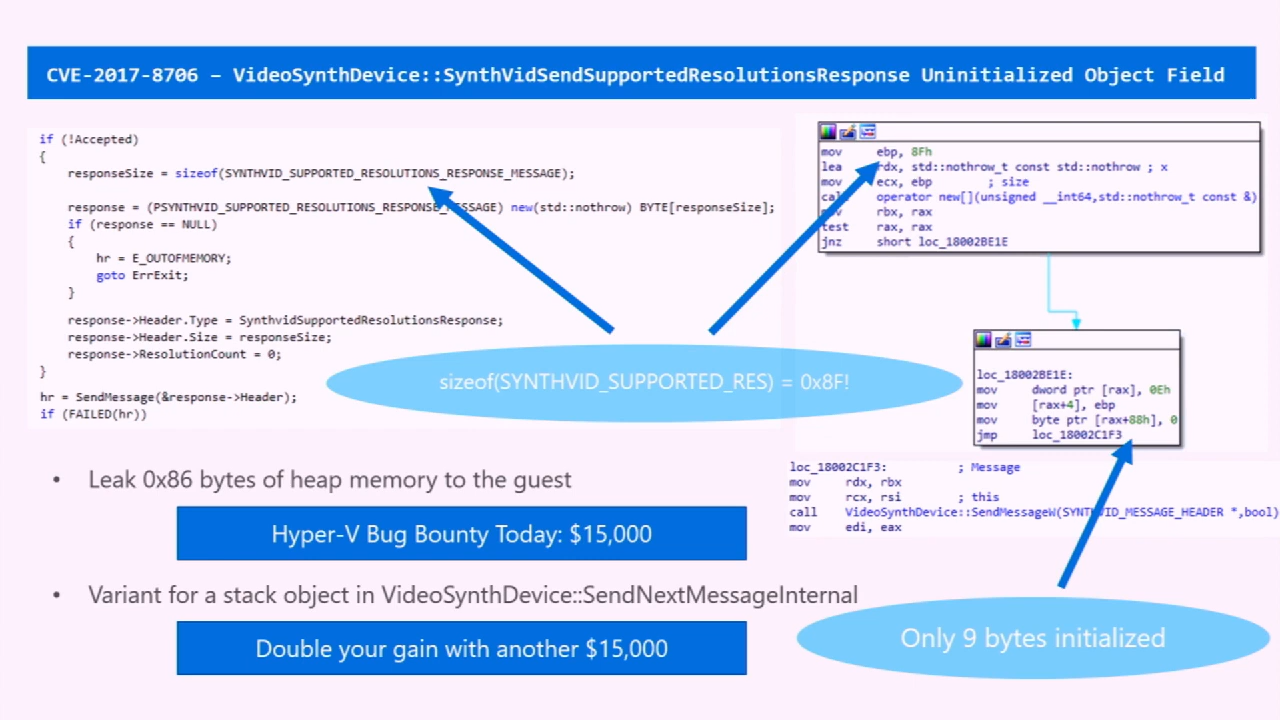 CVE-2017-8706 – VideoSynthDevice::SynthVidSendSupportedResolutionsResponse Uninitialized Object Field
if (!Accepted)
{
responseSize = sizeof(SYNTHVID_SUPPORTED_RESOLUTIONS_RESPONSE_MESSAGE);
response = (PSYNTHVID_SUPPORTED_RESOLUTIONS_RESPONSE_MESSAGE) new(std::nothrow) BYTE[responseSize];
if (response == NULL)
{
hr = E_OUTOFMEMORY;
goto ErrExit;
}
response->Header.Type = SynthvidSupportedResolutionsResponse;
response->Header.Size = responseSize;
response->ResolutionCount = 0;
}
hr = SendMessage(&response->Header);
if (FAILED(hr))
mov ebp, 8Fh
lea rdx, std::nothrow_t const std::nothrow ; x
mov ecx, ebp ; size
call operator new[](unsigned __int64,std::nothrow_t const &)
mov rbx, rax
test rax, rax
jnz short loc_18002BE1E
sizeof(SYNTHVID_SUPPORTED_RES) = 0x8F!
loc_18002BE1E:
mov dword ptr [rax], 0Eh
mov [rax+4], ebp
mov byte ptr [rax+88h], 0
jmp loc_18002C1F3
loc_18002C1F3: ; Message
mov rdx, rbx
mov rcx, rsi ; this
call VideoSynthDevice::SendMessageW(SYNTHVID_MESSAGE_HEADER *,bool)
mov edi, eax
• Leak 0x86 bytes of heap memory to the guest
Hyper-V Bug Bounty Today: $15,000
• Variant for a stack object in VideoSynthDevice::SendNextMessageInternal
Double your gain with another $15,000
Only 9 bytes initialized